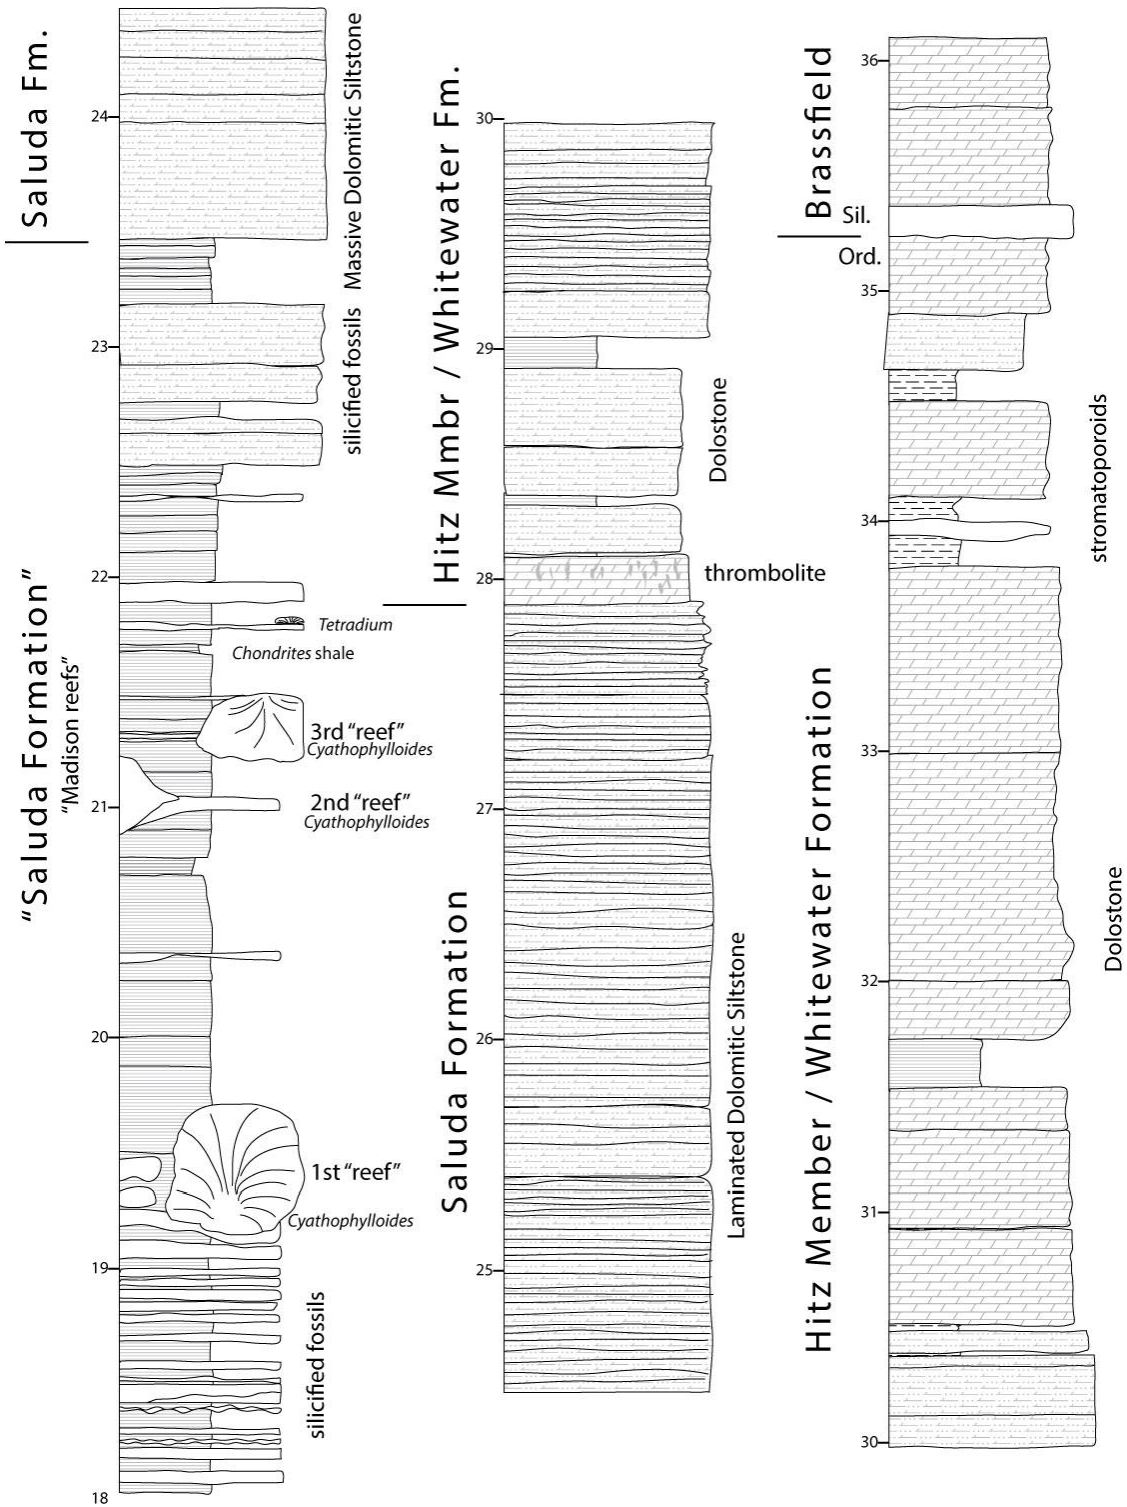 Saluda Fm.
Massive Dolomitic Siltstone
24
23
silicified fossils
22
"Saluda Formation"
"Madison reefs"
Tetradium
Chondrites shale
3rd "reef"
Cyathophylloides
21
2nd "reef"
Cyathophylloides
20
1st "reef"
Cyathophylloides
19
silicified fossils
18
30
Hitz Mmbr / Whitewater Fm.
29
Dolostone
28
thrombolite
27
Saluda Formation
Laminated Dolomitic Siltstone
26
25
Brassfield
36
Sil.
Ord.
35
stromatoporoids
34
33
Hitz Member / Whitewater Formation
Dolostone
32
31
30